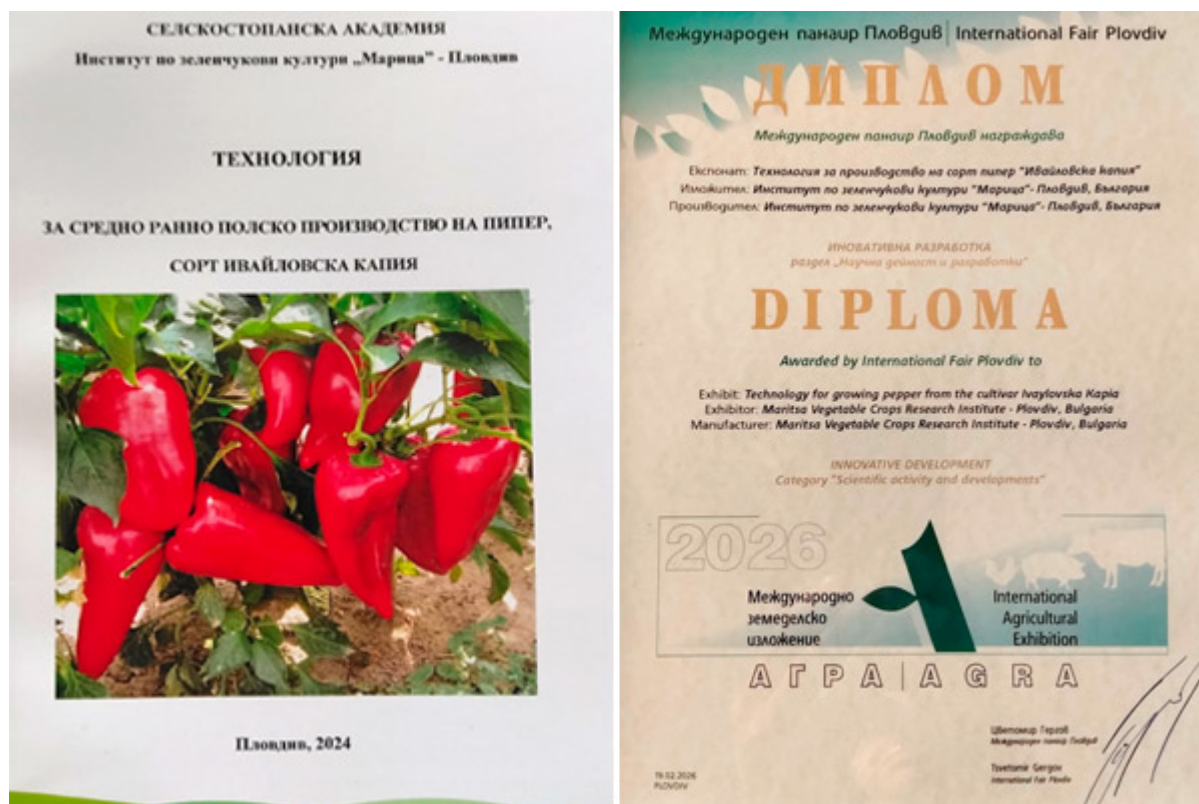 СЕЛСКОСТОПАНСКА АКАДЕМИЯ
Институт по зеленчукови култури „Марица” - Пловдив
ТЕХНОЛОГИЯ
ЗА СРЕДНО РАННО ПОЛСКО ПРОИЗВОДСТВО НА ПИПЕР,
СОРТ ИВАЙЛОВСКА КАПИЯ
Пловдив, 2024
Международен панаир Пловдив | International Fair Plovdiv
ДИПЛОМ
Международен панаир Пловдив награждава
Експонат: Технология за производство на сорт пипер "Ивайловска капия"
Изложител: Институт по зеленчукови култури "Марица"- Пловдив, България
Производител: Институт по зеленчукови култури "Марица"- Пловдив, България
ИНОВАТИВНА РАЗРАБОТКА
раздел „Научна дейност и разработки"
DIPLOMA
Awarded by International Fair Plovdiv to
Exhibit: Technology for growing pepper from the cultivar Ivaylovska Kapia
Exhibitor: Maritsa Vegetable Crops Research Institute - Plovdiv, Bulgaria
Manufacturer: Maritsa Vegetable Crops Research Institute - Plovdiv, Bulgaria
INNOVATIVE DEVELOPMENT
Category "Scientific activity and developments"
2026
Международно
земеделско
изложение
International
Agricultural
Exhibition
АГРА | AGRA
Цветомир
Международен панаир Пловдив
Tsvetomir Gergov
International Fair Plovdiv
19.02.2026
PLOVDIV